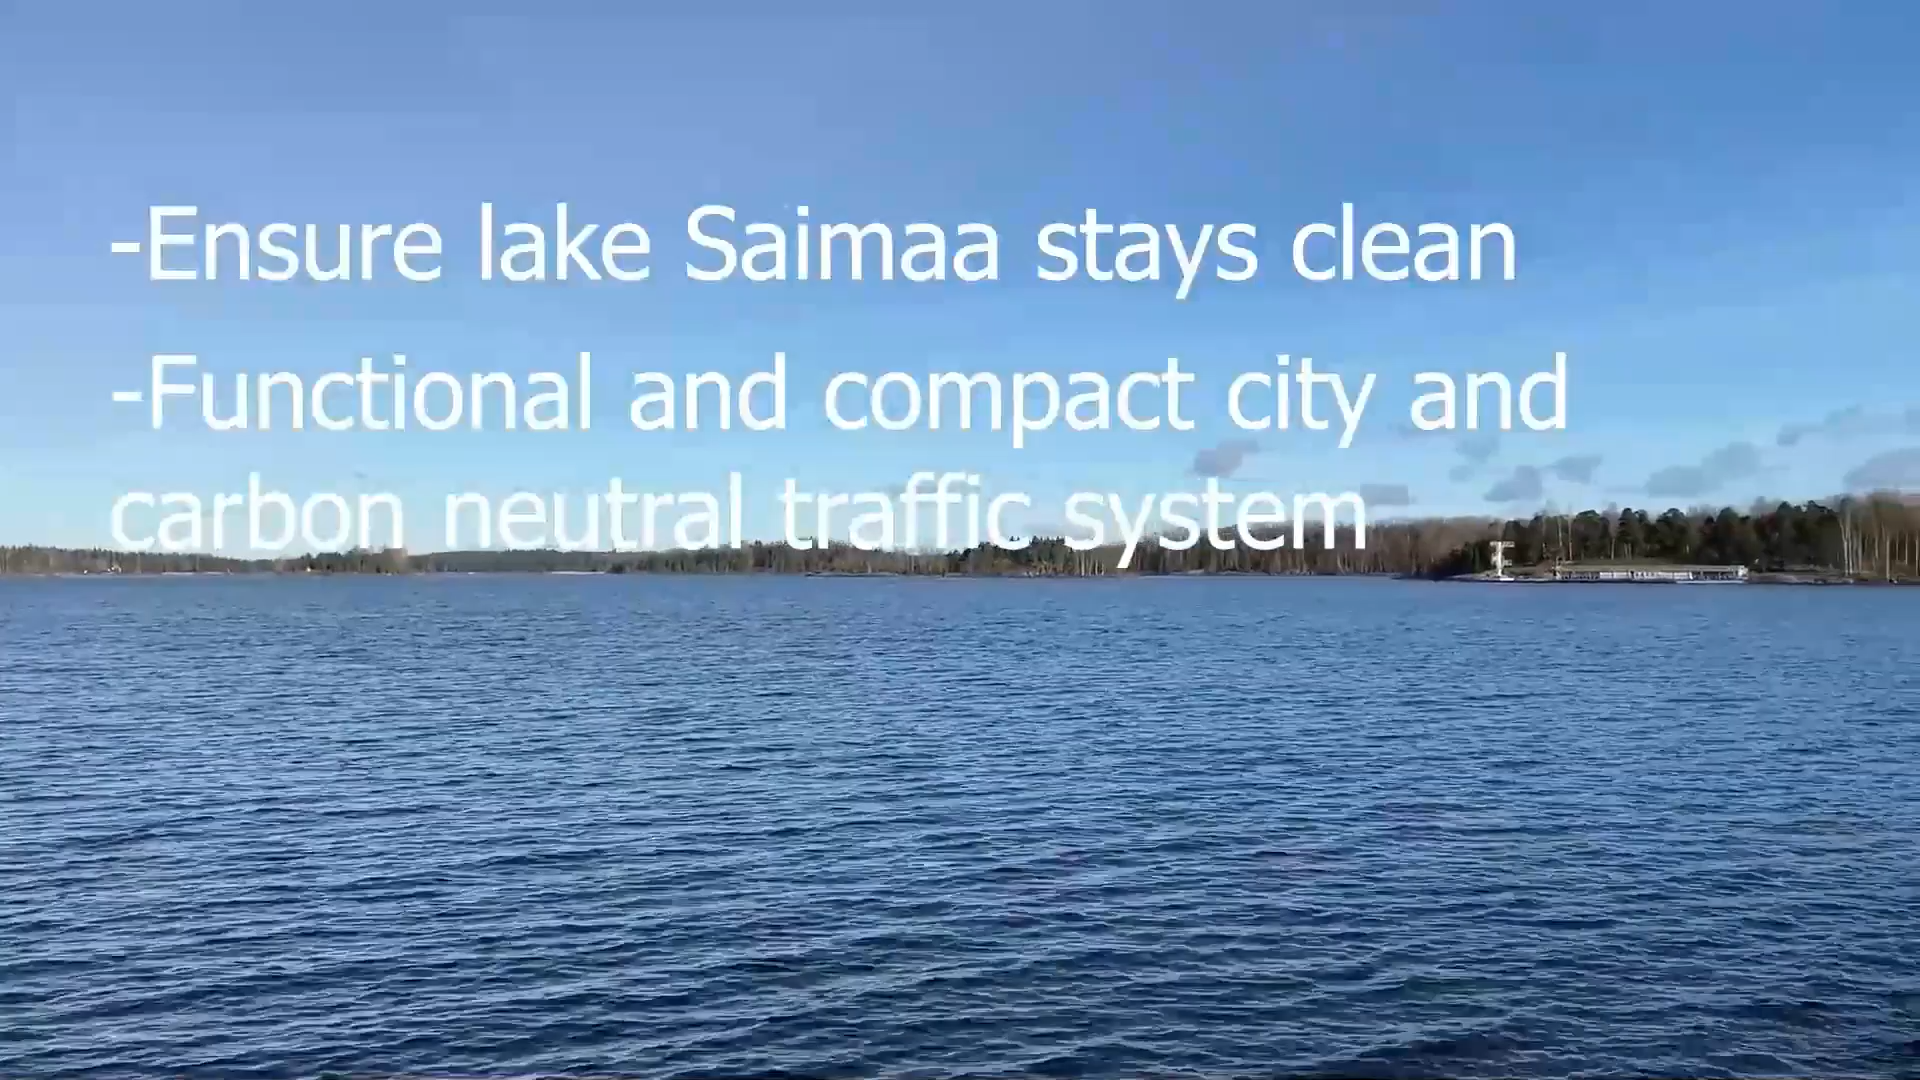 -Ensure lake Saimaa stays clean
-Functional and compact city and
carbon neutral traffic system